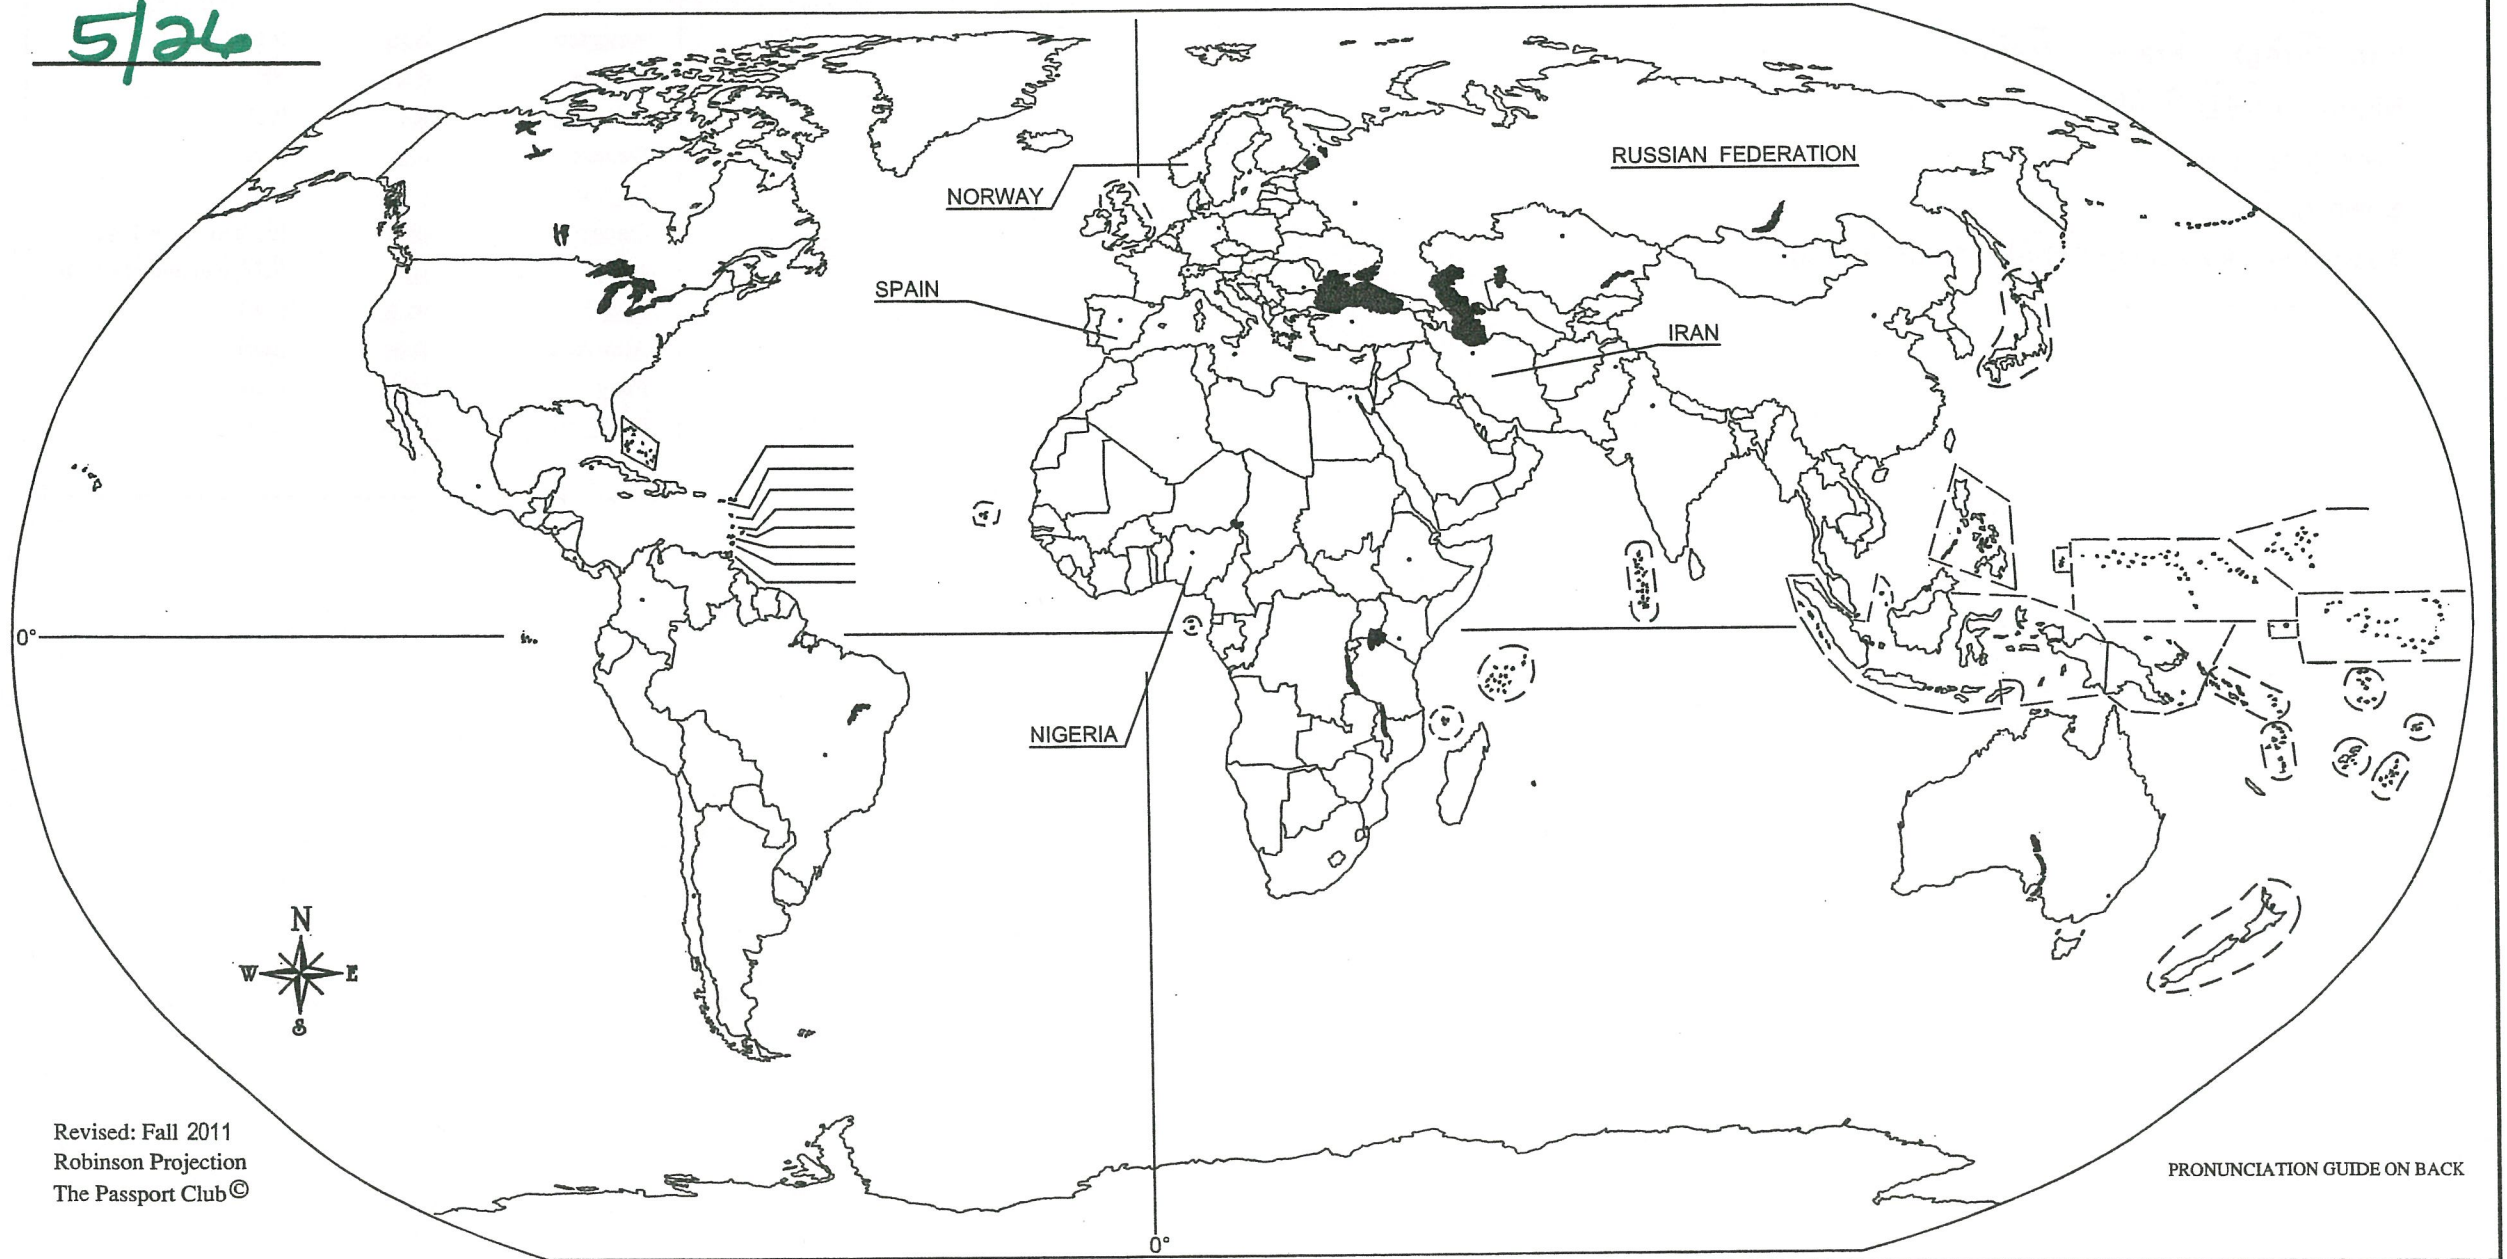 5/26
RUSSIAN FEDERATION
NORWAY
SPAIN
IRAN
0°
NIGERIA
N
W E
S
Revised: Fall 2011
Robinson Projection
The Passport Club©
PRONUNCIATION GUIDE ON BACK
0°